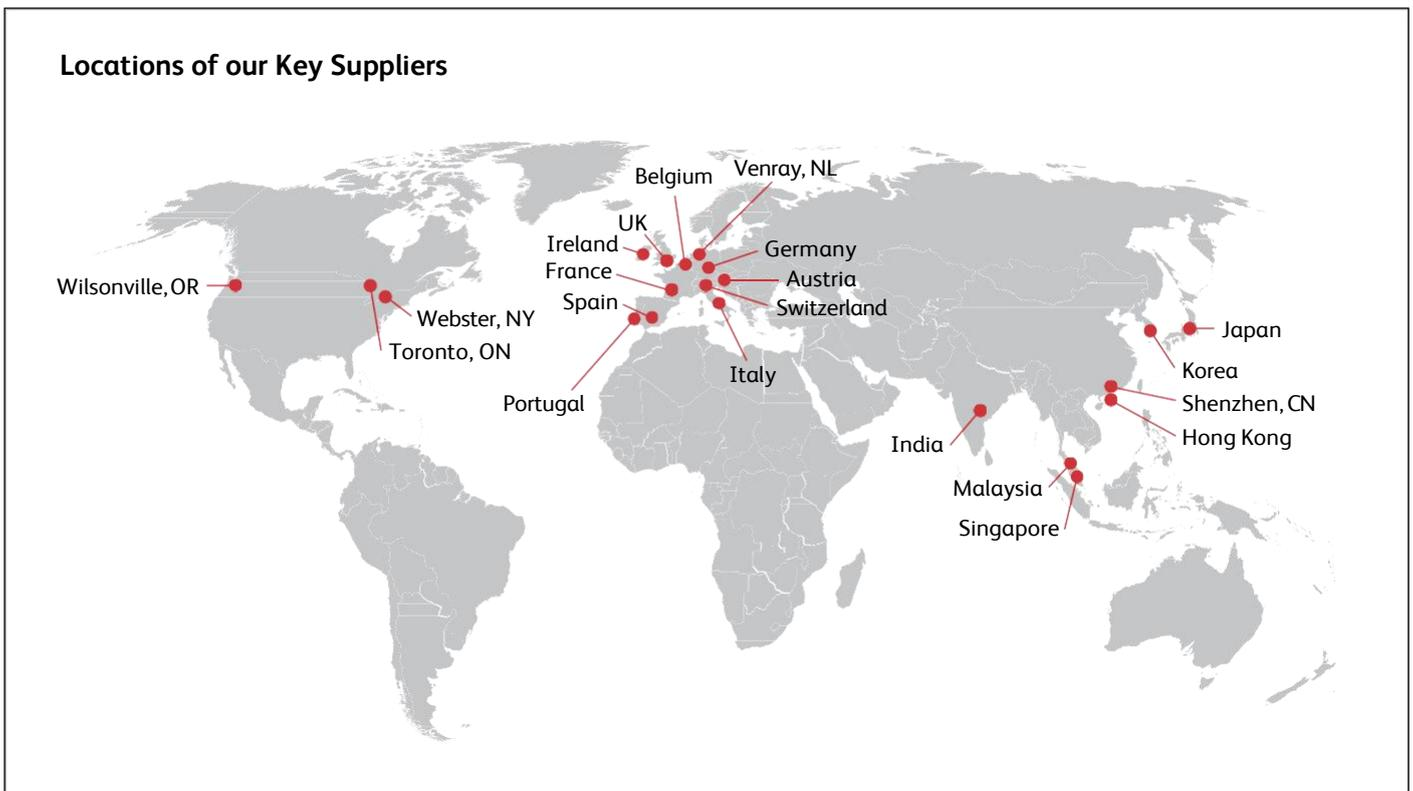 Locations of our Key Suppliers
Belgium
Venray, NL
UK
Ireland
Germany
France
Austria
Wilsonville, OR
Spain
Switzerland
Webster, NY
Japan
Toronto, ON
Italy
Korea
Portugal
Shenzhen, CN
Hong Kong
India
Malaysia
Singapore